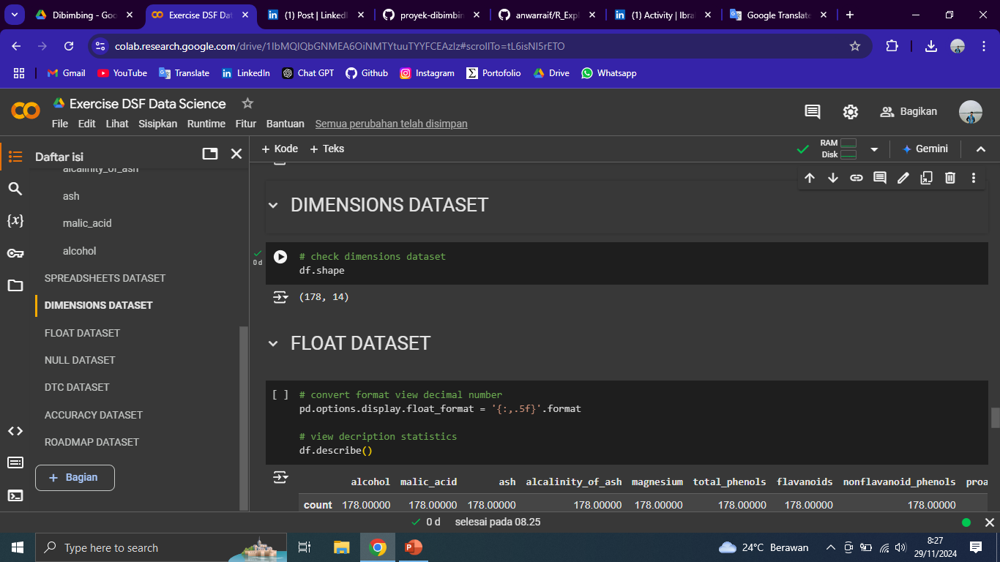 Dibimbing - Goo
Exercise DSF Dat
(1) Post | LinkedI
proyek-dibimbin
anwarraif/R_Expl
(1) Activity | Ibra
Google Translate
colab.research.google.com/drive/1IbMQIQbGNMEA6OiNMTYtuuTYYFCEAzIz#scrollTo=tL6isNI5rETO
Gmail
YouTube
Translate
LinkedIn
Chat GPT
Github
Instagram
Portofolio
Drive
Whatsapp
Exercise DSF Data Science
File Edit Lihat Sisipkan Runtime Fitur Bantuan Semua perubahan telah disimpan
Bagikan
Daftar isi
+ Kode + Teks
RAM
Disk
Gemini
alcalinity_of_ash
ash
malic_acid
alcohol
SPREADSHEETS DATASET
DIMENSIONS DATASET
FLOAT DATASET
NULL DATASET
DTC DATASET
ACCURACY DATASET
ROADMAP DATASET
+ Bagian
DIMENSIONS DATASET
0 d
# check dimensions dataset
df.shape
(178, 14)
FLOAT DATASET
[ ]
# convert format view decimal number
pd.options.display.float_format = '{:,.5f}'.format
# view decription statistics
df.describe()
alcohol malic_acid ash alcalinity_of_ash magnesium total_phenols flavanoids nonflavanoid_phenols proa
count 178.00000 178.00000 178.00000 178.00000 178.00000 178.00000 178.00000 178.00000
0 d selesai pada 08.25
Type here to search
24°C Berawan
8:27
29/11/2024